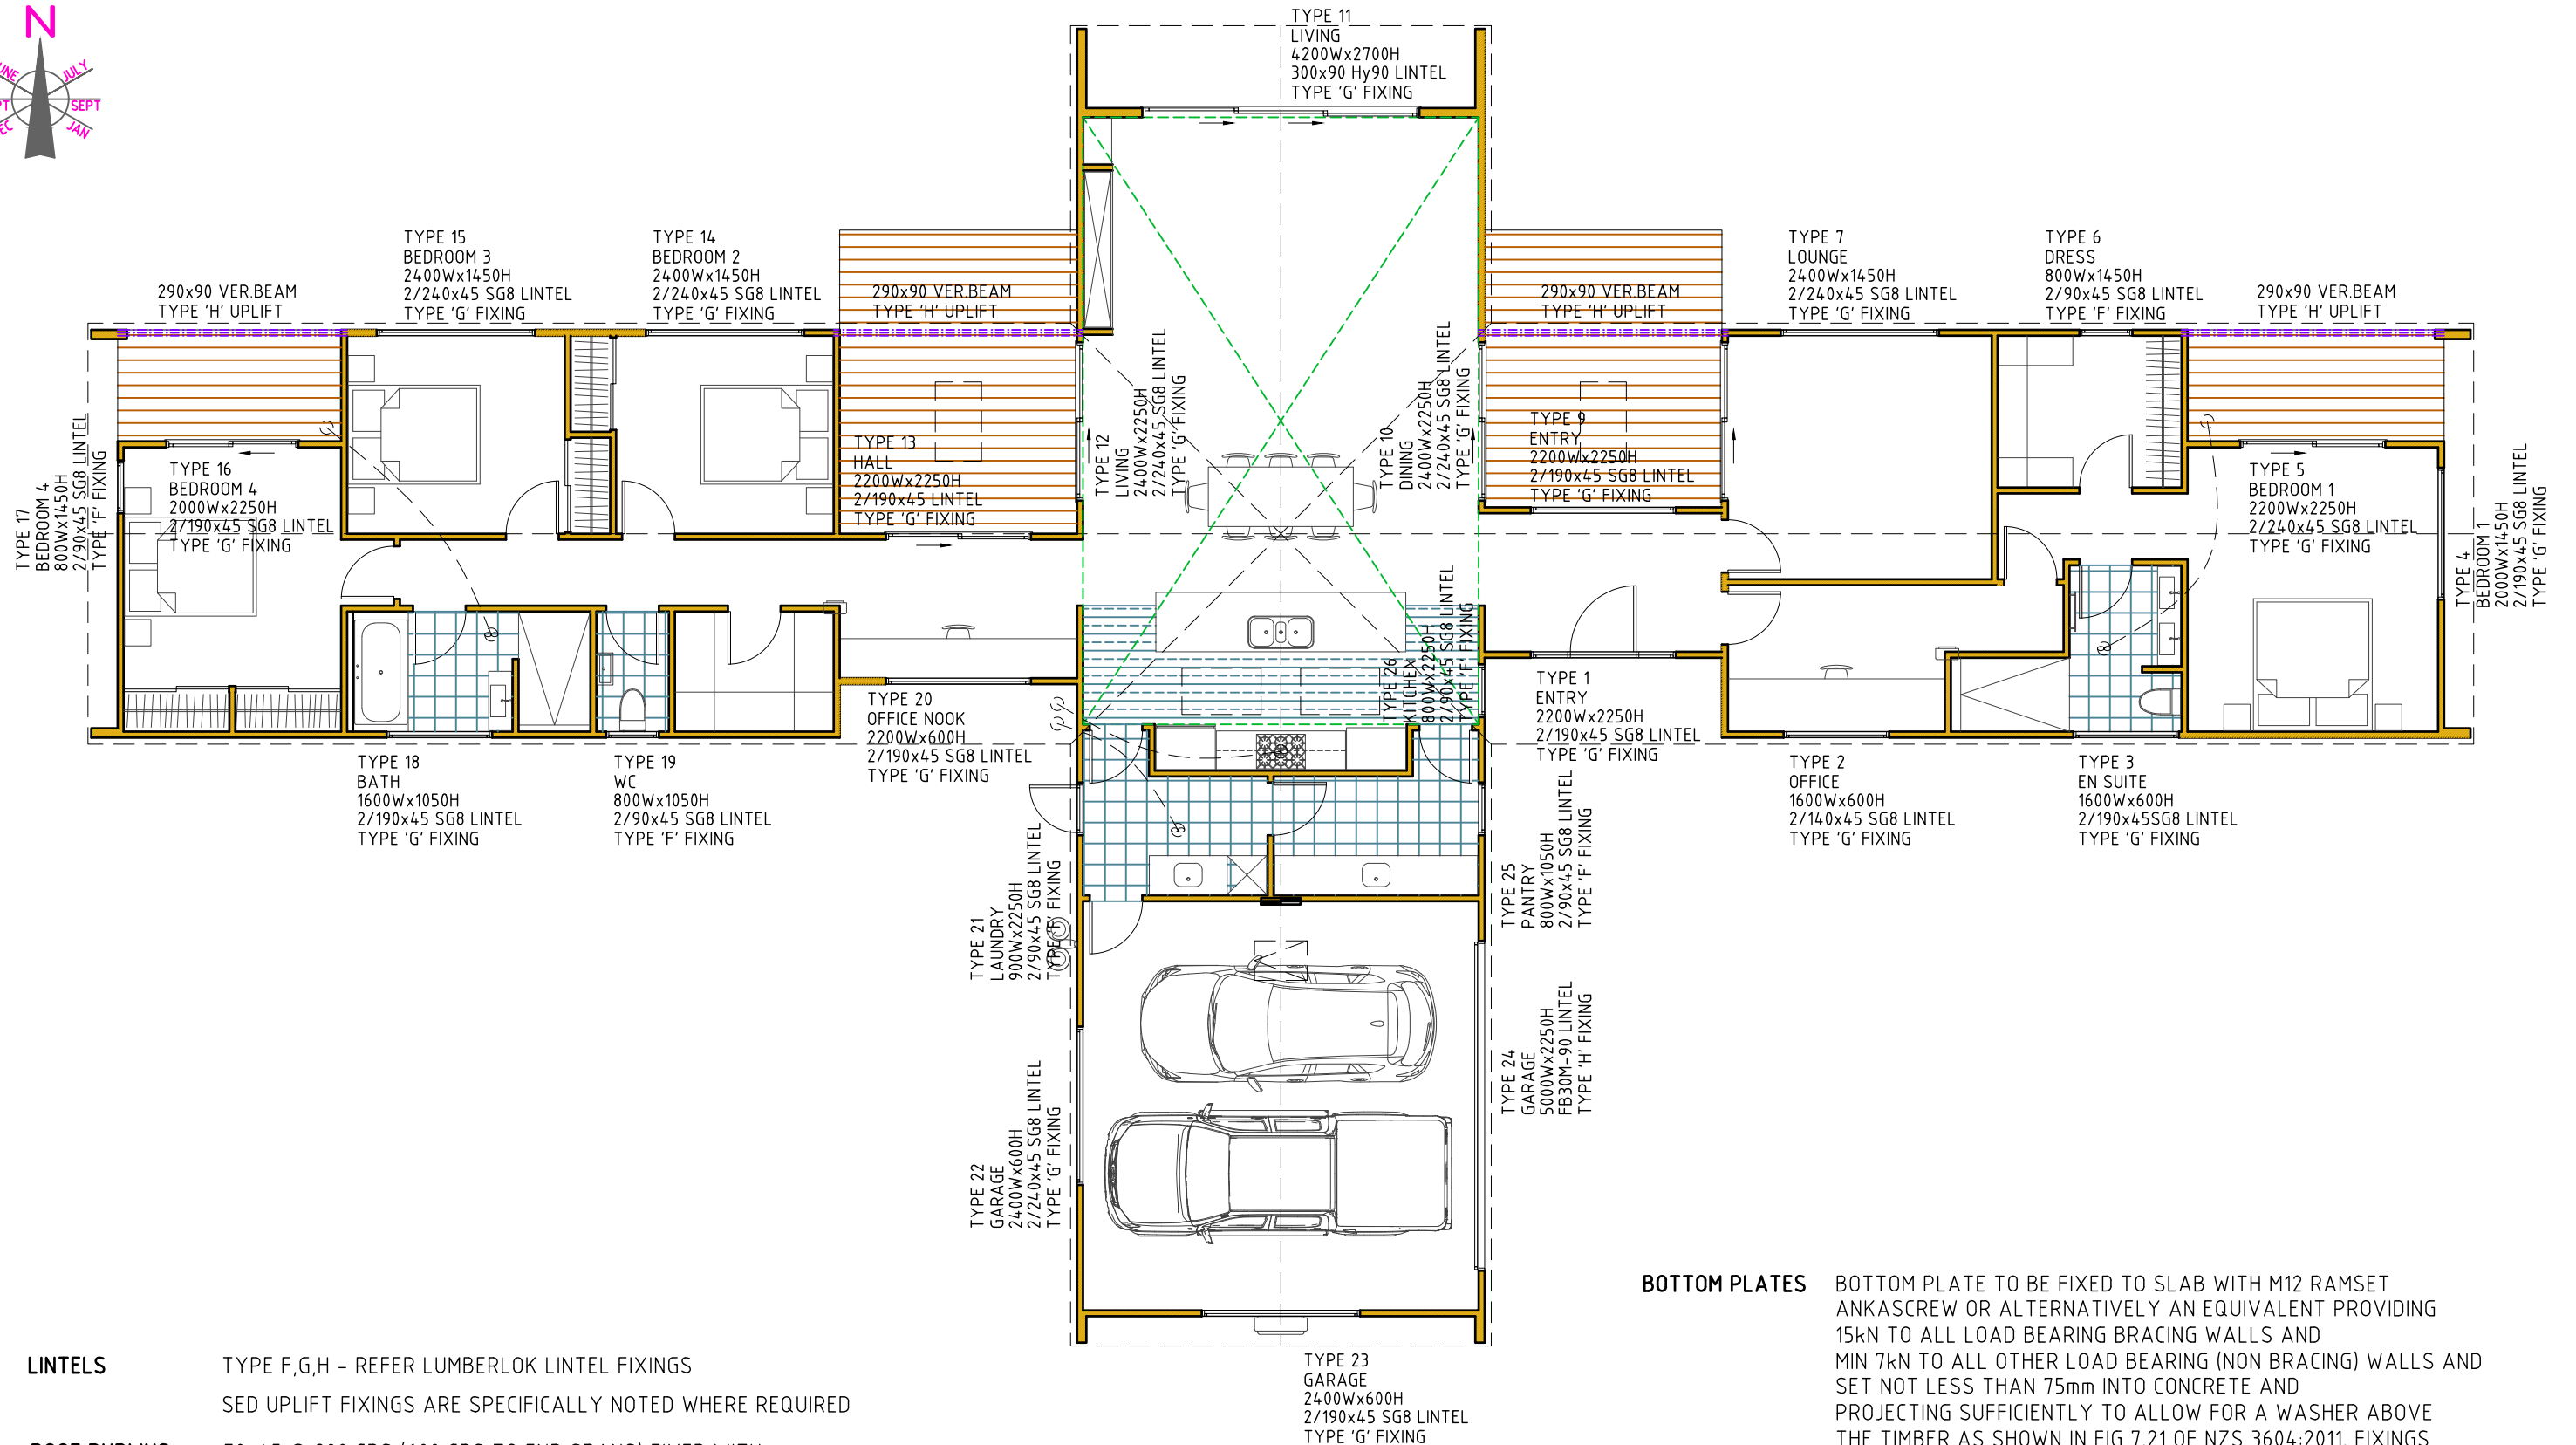 N
JULY
SEPT
JAN
TYPE 11
LIVING
4200Wx2700H
300x90 Hy90 LINTEL
TYPE 'G' FIXING
TYPE 15
BEDROOM 3
2400Wx1450H
2/240x45 SG8 LINTEL
TYPE 'G' FIXING
TYPE 14
BEDROOM 2
2400Wx1450H
2/240x45 SG8 LINTEL
TYPE 'G' FIXING
TYPE 7
LOUNGE
2400Wx1450H
2/240x45 SG8 LINTEL
TYPE 'G' FIXING
TYPE 6
DRESS
800Wx1450H
2/90x45 SG8 LINTEL
TYPE 'F' FIXING
290x90 VER.BEAM
TYPE 'H' UPLIFT
290x90 VER.BEAM
TYPE 'H' UPLIFT
290x90 VER.BEAM
TYPE 'H' UPLIFT
290x90 VER.BEAM
TYPE 'H' UPLIFT
TYPE 17
BEDROOM 4
800Wx1450H
2/90x45 SG8 LINTEL
TYPE 'F' FIXING
TYPE 16
BEDROOM 4
2000Wx2250H
2/190x45 SG8 LINTEL
TYPE 'G' FIXING
TYPE 13
HALL
2200Wx2250H
2/190x45 LINTEL
TYPE 'G' FIXING
TYPE 12
LIVING
2400Wx2250H
2/240x45 SG8 LINTEL
TYPE 'G' FIXING
TYPE 10
DINING
2400Wx2250H
2/240x45 SG8 LINTEL
TYPE 'G' FIXING
TYPE 9
ENTRY
2200Wx2250H
2/190x45 SG8 LINTEL
TYPE 'G' FIXING
TYPE 5
BEDROOM 1
2200Wx2250H
2/240x45 SG8 LINTEL
TYPE 'G' FIXING
TYPE 4
BEDROOM 1
2000Wx1450H
2/190x45 SG8 LINTEL
TYPE 'G' FIXING
TYPE 26
KITCHEN
800Wx2250H
2/90x45 SG8 LINTEL
TYPE 'F' FIXING
TYPE 18
BATH
1600Wx1050H
2/190x45 SG8 LINTEL
TYPE 'G' FIXING
TYPE 19
WC
800Wx1050H
2/90x45 SG8 LINTEL
TYPE 'F' FIXING
TYPE 20
OFFICE NOOK
2200Wx600H
2/190x45 SG8 LINTEL
TYPE 'G' FIXING
TYPE 1
ENTRY
2200Wx2250H
2/190x45 SG8 LINTEL
TYPE 'G' FIXING
TYPE 2
OFFICE
1600Wx600H
2/140x45 SG8 LINTEL
TYPE 'G' FIXING
TYPE 3
EN SUITE
1600Wx600H
2/190x45SG8 LINTEL
TYPE 'G' FIXING
TYPE 21
LAUNDRY
900Wx2250H
2/90x45 SG8 LINTEL
TYPE 'F' FIXING
TYPE 25
PANTRY
800Wx1050H
2/90x45 SG8 LINTEL
TYPE 'F' FIXING
TYPE 22
GARAGE
2400Wx600H
2/240x45 SG8 LINTEL
TYPE 'G' FIXING
TYPE 24
GARAGE
5000Wx2250H
FB30M-90 LINTEL
TYPE 'H' FIXING
TYPE 23
GARAGE
2400Wx600H
2/190x45 SG8 LINTEL
TYPE 'G' FIXING
LINTELS TYPE F,G,H - REFER LUMBERLOK LINTEL FIXINGS
SED UPLIFT FIXINGS ARE SPECIFICALLY NOTED WHERE REQUIRED
BOTTOM PLATES BOTTOM PLATE TO BE FIXED TO SLAB WITH M12 RAMSET
ANKASCREW OR ALTERNATIVELY AN EQUIVALENT PROVIDING
15kN TO ALL LOAD BEARING BRACING WALLS AND
MIN 7kN TO ALL OTHER LOAD BEARING (NON BRACING) WALLS AND
SET NOT LESS THAN 75mm INTO CONCRETE AND
PROJECTING SUFFICIENTLY TO ALLOW FOR A WASHER ABOVE
THE TIMBER AS SHOWN IN FIG 7.21 OF NZS 3604:2011. FIXINGS